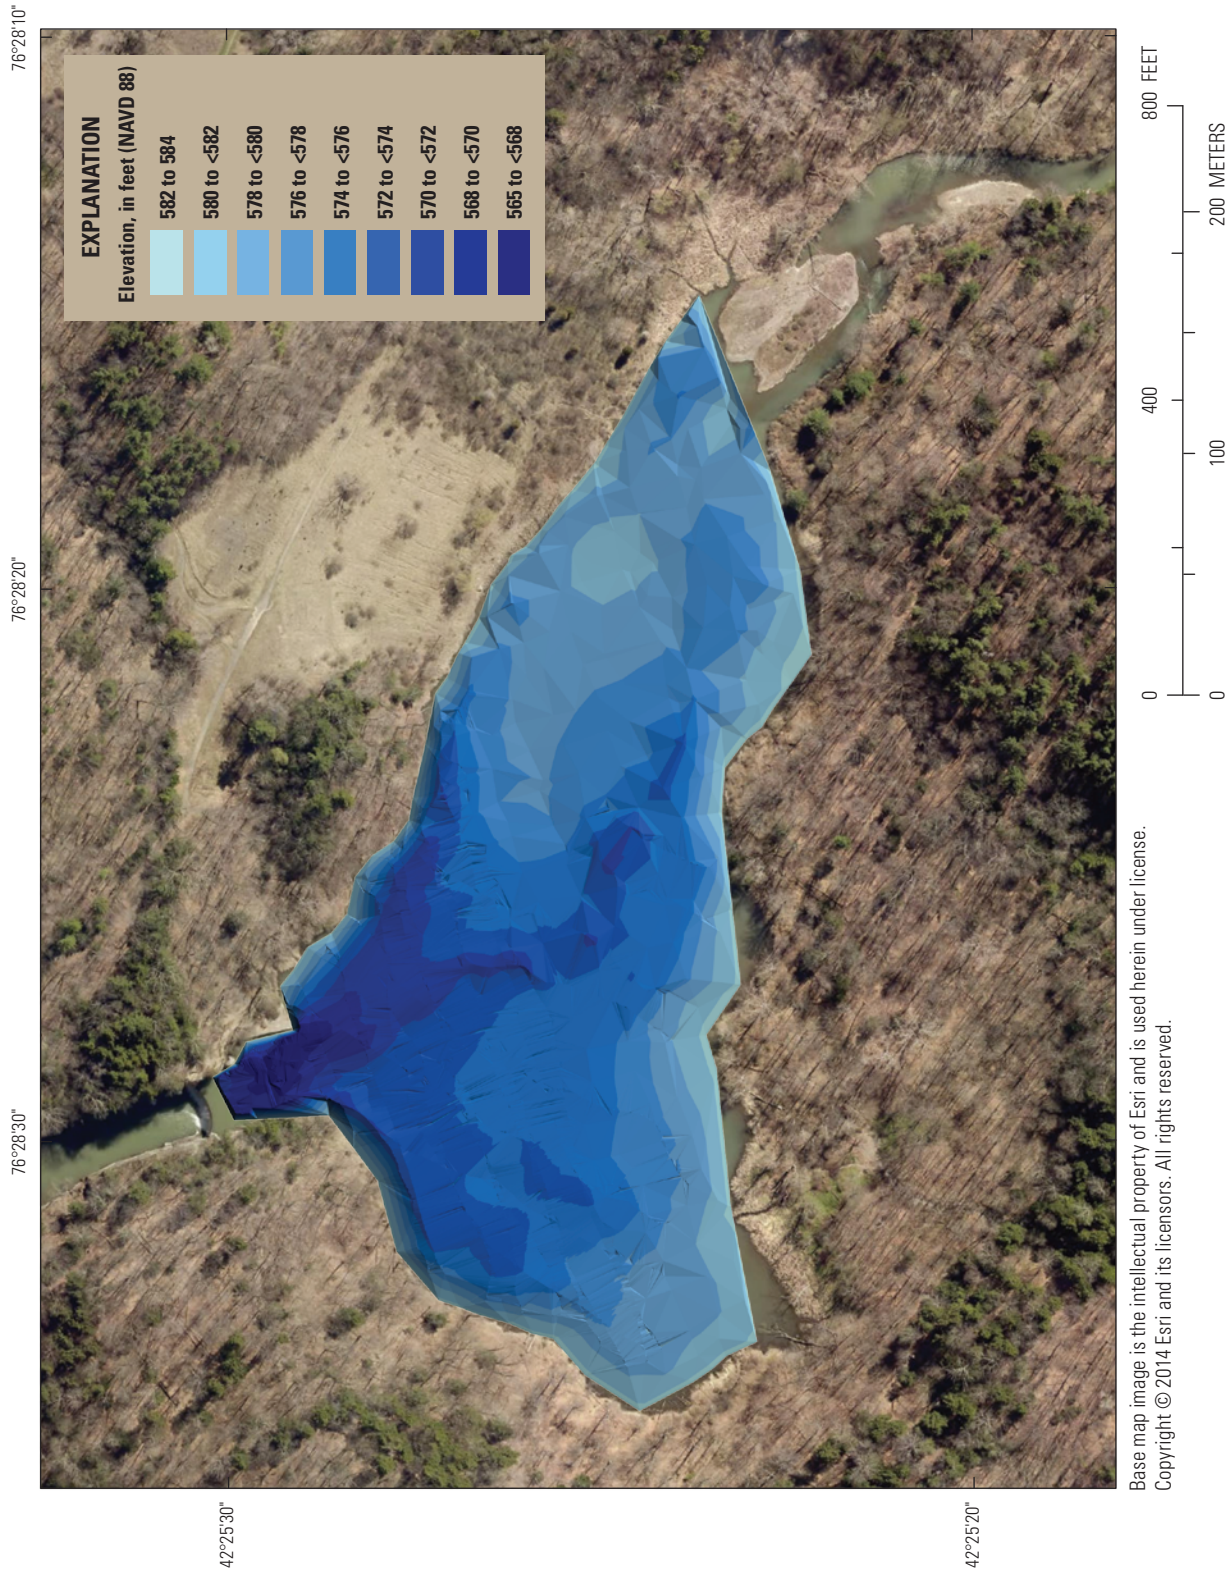 76°28'30"
76°28'20"
76°28'10"
42°25'30"
42°25'20"
EXPLANATION
Elevation, in feet (NAVD 88)
582 to 584
580 to <582
578 to <580
576 to <578
574 to <576
572 to <574
570 to <572
568 to <570
565 to <568
Base map image is the intellectual property of Esri and is used herein under license.
Copyright © 2014 Esri and its licensors. All rights reserved.
0 400 800 FEET
0 100 200 METERS